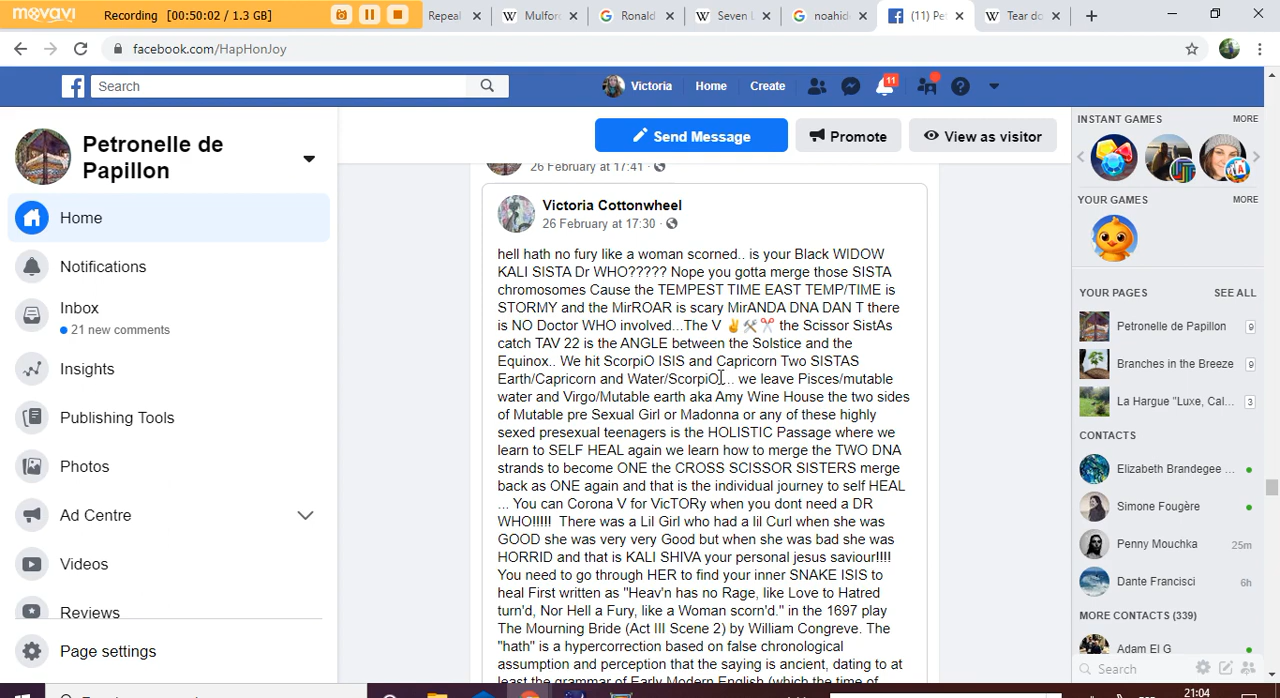 movavi Recording [00:50:02 / 1.3 GB]
Repeal
Mulford
Ronald
Seven L
noahide
(11) Pet
Tear do
facebook.com/HapHonJoy
Search
Victoria Home Create 11
Petronelle de
Papillon
Home
Notifications
Inbox
21 new comments
Insights
Publishing Tools
Photos
Ad Centre
Videos
Reviews
Page settings
Send Message Promote View as visitor
26 February at 17:41 ·
Victoria Cottonwheel
26 February at 17:30 ·
hell hath no fury like a woman scorned.. is your Black WIDOW
KALI SISTA Dr WHO????? Nope you gotta merge those SISTA
chromosomes Cause the TEMPEST TIME EAST TEMP/TIME is
STORMY and the MirROAR is scary MirANDA DNA DAN T there
is NO Doctor WHO involved...The V ✌️⚒️✂️ the Scissor SistAs
catch TAV 22 is the ANGLE between the Solstice and the
Equinox.. We hit ScorpiO ISIS and Capricorn Two SISTAS
Earth/Capricorn and Water/ScorpiO... we leave Pisces/mutable
water and Virgo/Mutable earth aka Amy Wine House the two sides
of Mutable pre Sexual Girl or Madonna or any of these highly
sexed presexual teenagers is the HOLISTIC Passage where we
learn to SELF HEAL again we learn how to merge the TWO DNA
strands to become ONE the CROSS SCISSOR SISTERS merge
back as ONE again and that is the individual journey to self HEAL
... You can Corona V for VicTORy when you dont need a DR
WHO!!!!! There was a Lil Girl who had a lil Curl when she was
GOOD she was very very Good but when she was bad she was
HORRID and that is KALI SHIVA your personal jesus saviour!!!!
You need to go through HER to find your inner SNAKE ISIS to
heal First written as "Heav'n has no Rage, like Love to Hatred
turn'd, Nor Hell a Fury, like a Woman scorn'd." in the 1697 play
The Mourning Bride (Act III Scene 2) by William Congreve. The
"hath" is a hypercorrection based on false chronological
assumption and perception that the saying is ancient, dating to at
least the grammar of Early Modern English (which the time of
INSTANT GAMES MORE
YOUR GAMES MORE
YOUR PAGES SEE ALL
Petronelle de Papillon 9
Branches in the Breeze 9
La Hargue "Luxe, Cal... 3
CONTACTS
Elizabeth Brandegee ...
Simone Fougère
Penny Mouchka 25m
Dante Francisci 6h
MORE CONTACTS (339)
Adam El G
Search
21:04